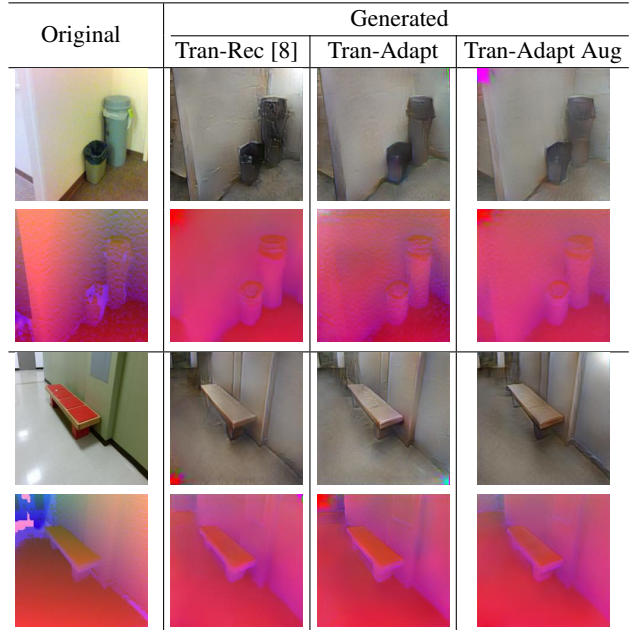 Original
Generated
Tran-Rec [8]
Tran-Adapt
Tran-Adapt Aug